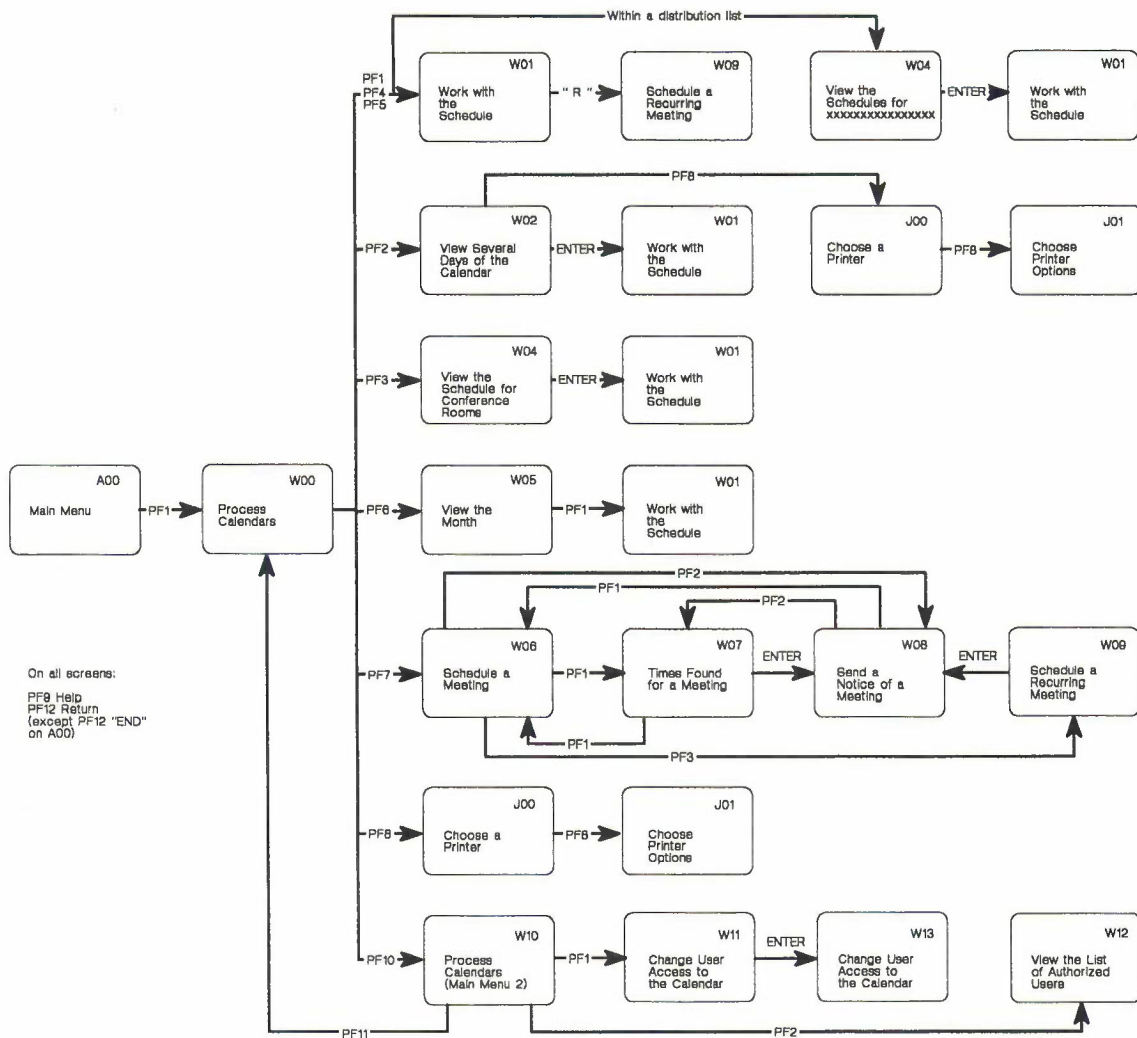 Within a distribution list
PF1
PF4
PF5
W01
Work with
the
Schedule
" R "
W09
Schedule a
Recurring
Meeting
W04
View the
Schedules for
xxxxxxxxxxxxxxxx
ENTER
W01
Work with
the
Schedule
PF8
PF2
W02
View Several
Days of the
Calendar
ENTER
W01
Work with
the
Schedule
J00
Choose a
Printer
PF8
J01
Choose
Printer
Options
PF3
W04
View the
Schedule for
Conference
Rooms
ENTER
W01
Work with
the
Schedule
A00
Main Menu
PF1
W00
Process
Calendars
PF6
W05
View the
Month
PF1
W01
Work with
the
Schedule
PF2
PF1
PF2
PF7
W06
Schedule a
Meeting
PF1
W07
Times Found
for a Meeting
ENTER
W08
Send a
Notice of a
Meeting
ENTER
W09
Schedule a
Recurring
Meeting
PF1
PF3
On all screens:
PF9 Help
PF12 Return
(except PF12 "END"
on A00)
PF8
J00
Choose a
Printer
PF8
J01
Choose
Printer
Options
PF10
W10
Process
Calendars
(Main Menu 2)
PF1
W11
Change User
Access to
the Calendar
ENTER
W13
Change User
Access to
the Calendar
W12
View the List
of Authorized
Users
PF11
PF2